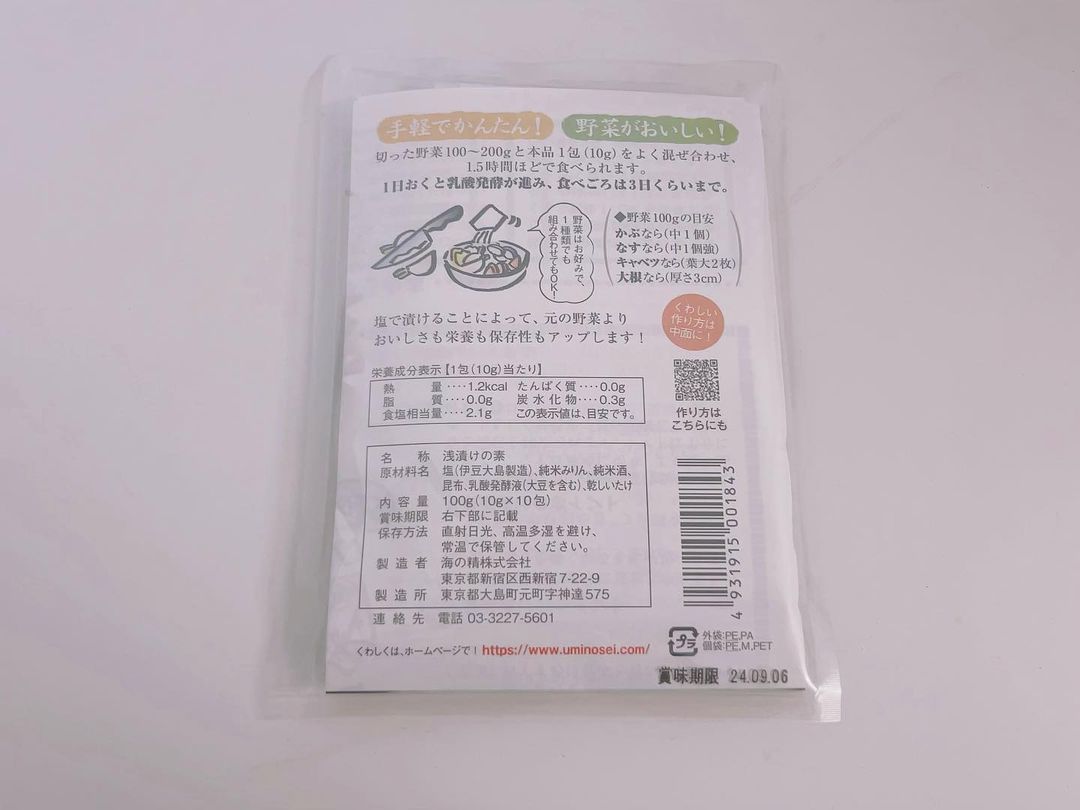 手軽でかんたん!
野菜がおいしい!
切った野菜100〜200gと本品1包(10g)をよく混ぜ合わせ、
1.5時間ほどで食べられます。
1日おくと乳酸発酵が進み、食べごろは3日くらいまで。
野菜はお好みで、
1種類でも
組み合わせてもOK!
◆野菜100gの目安
かぶなら(中1個)
なすなら(中1個強)
キャベツなら(葉大2枚)
大根なら(厚さ3cm)
くわしい
作り方は
中面に!
塩で漬けることによって、元の野菜より
おいしさも栄養も保存性もアップします!
作り方は
こちらにも
栄養成分表示【1包(10g)当たり】
熱量‥‥1.2kcal たんぱく質‥‥0.0g
脂質‥‥0.0g 炭水化物‥‥0.3g
食塩相当量‥‥2.1g この表示値は、目安です。
名称 浅漬けの素
原材料名 塩(伊豆大島製造)、純米みりん、純米酒、
昆布、乳酸発酵液(大豆を含む)、乾しいたけ
内容量 100g(10g×10包)
賞味期限 右下部に記載
保存方法 直射日光、高温多湿を避け、
常温で保管してください。
製造者 海の精株式会社
東京都新宿区西新宿7-22-9
製造所 東京都大島町元町字神達575
連絡先 電話 03-3227-5601
4 931915 001843
プラ
外袋:PE,PA
個袋:PE,M,PET
くわしくは、ホームページで! https://www.uminosei.com/
賞味期限 24.09.06